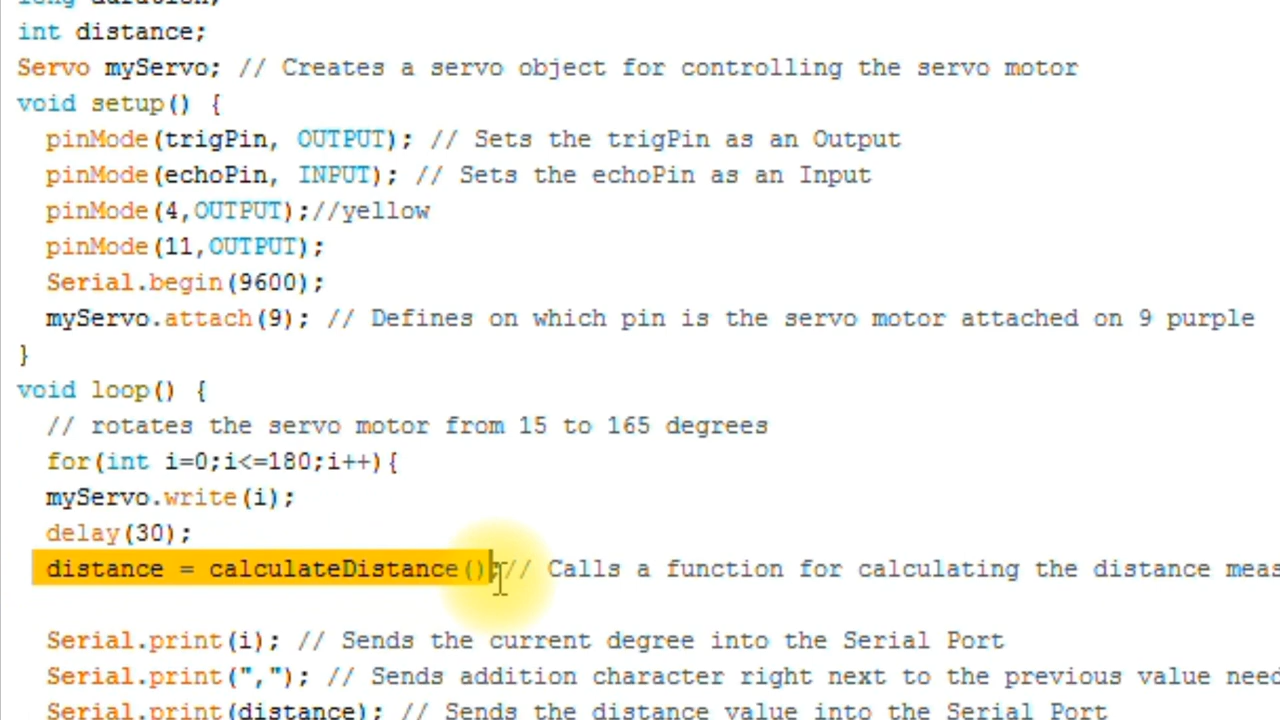 long duration;
int distance;
Servo myServo; // Creates a servo object for controlling the servo motor
void setup() {
pinMode(trigPin, OUTPUT); // Sets the trigPin as an Output
pinMode(echoPin, INPUT); // Sets the echoPin as an Input
pinMode(4,OUTPUT);//yellow
pinMode(11,OUTPUT);
Serial.begin(9600);
myServo.attach(9); // Defines on which pin is the servo motor attached on 9 purple
}
void loop() {
// rotates the servo motor from 15 to 165 degrees
for(int i=0;i<=180;i++){
myServo.write(i);
delay(30);
distance = calculateDistance();// Calls a function for calculating the distance meas
Serial.print(i); // Sends the current degree into the Serial Port
Serial.print(","); // Sends addition character right next to the previous value need
Serial.print(distance); // Sends the distance value into the Serial Port